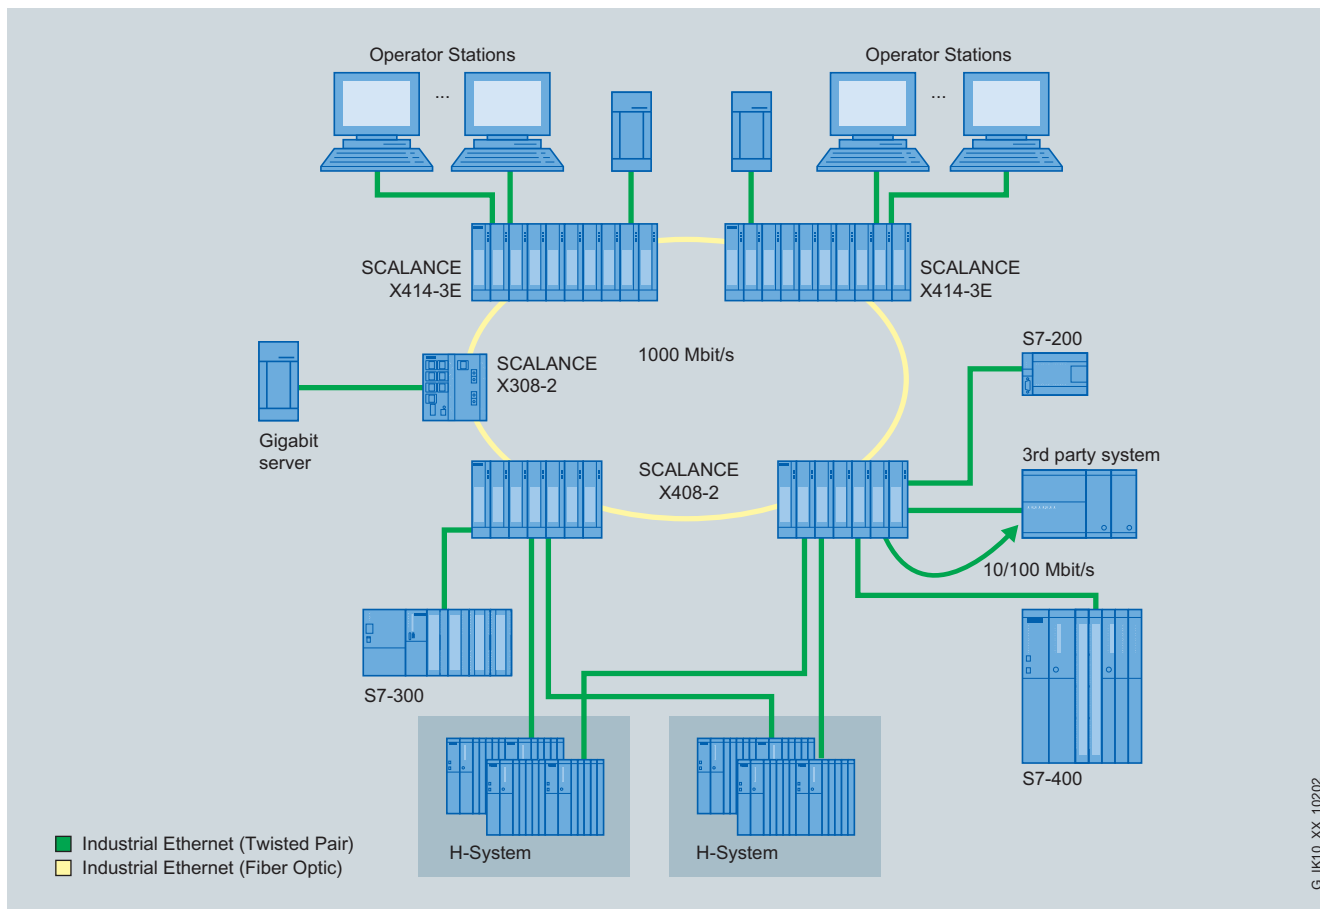 Operator Stations
Operator Stations
...
...
SCALANCE
X414-3E
SCALANCE
X414-3E
1000 Mbit/s
S7-200
SCALANCE
X308-2
Gigabit
server
SCALANCE
X408-2
3rd party system
10/100 Mbit/s
S7-300
S7-400
H-System
H-System
Industrial Ethernet (Twisted Pair)
Industrial Ethernet (Fiber Optic)
G_IK10_XX_10202